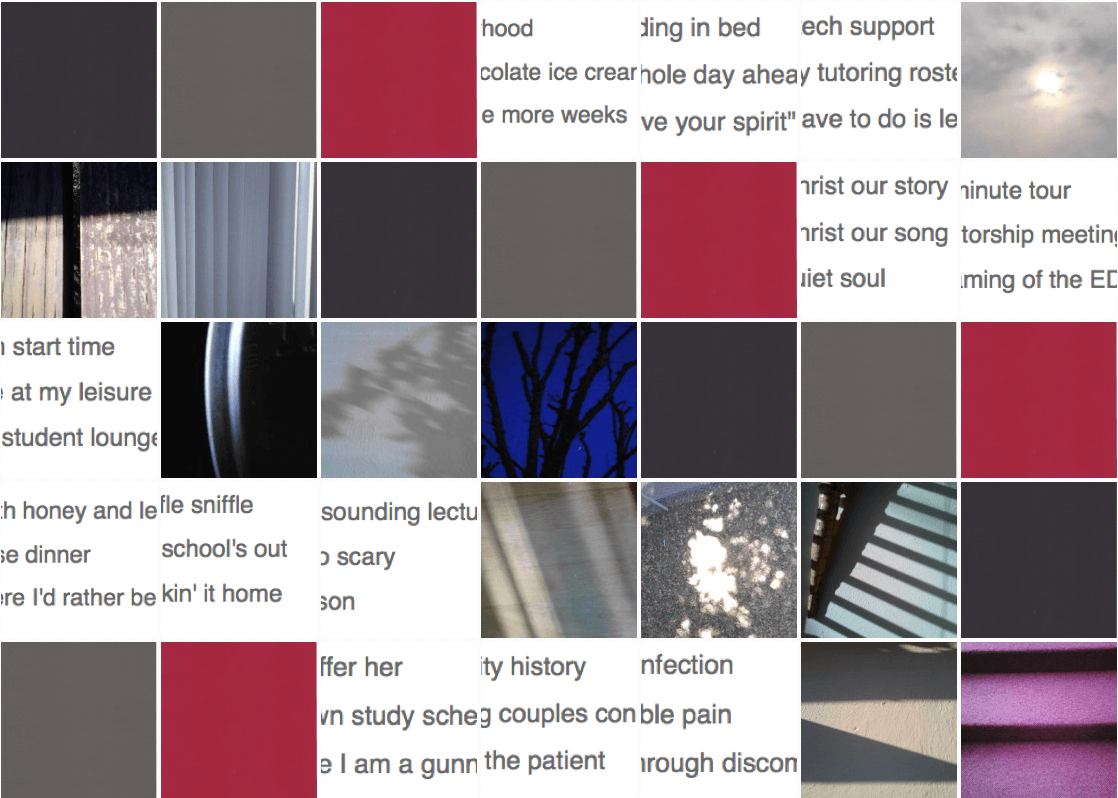 hood
colate ice crear
e more weeks
ding in bed
hole day ahea
ve your spirit"
ech support
y tutoring roste
ave to do is le
hrist our story
hrist our song
uiet soul
ninute tour
torship meeting
aming of the ED
n start time
e at my leisure
student lounge
th honey and le
se dinner
ere I'd rather be
fle sniffle
school's out
kin' it home
sounding lectu
o scary
son
ffer her
wn study sche
e I am a gunn
ity history
g couples con
the patient
nfection
ble pain
hrough discom